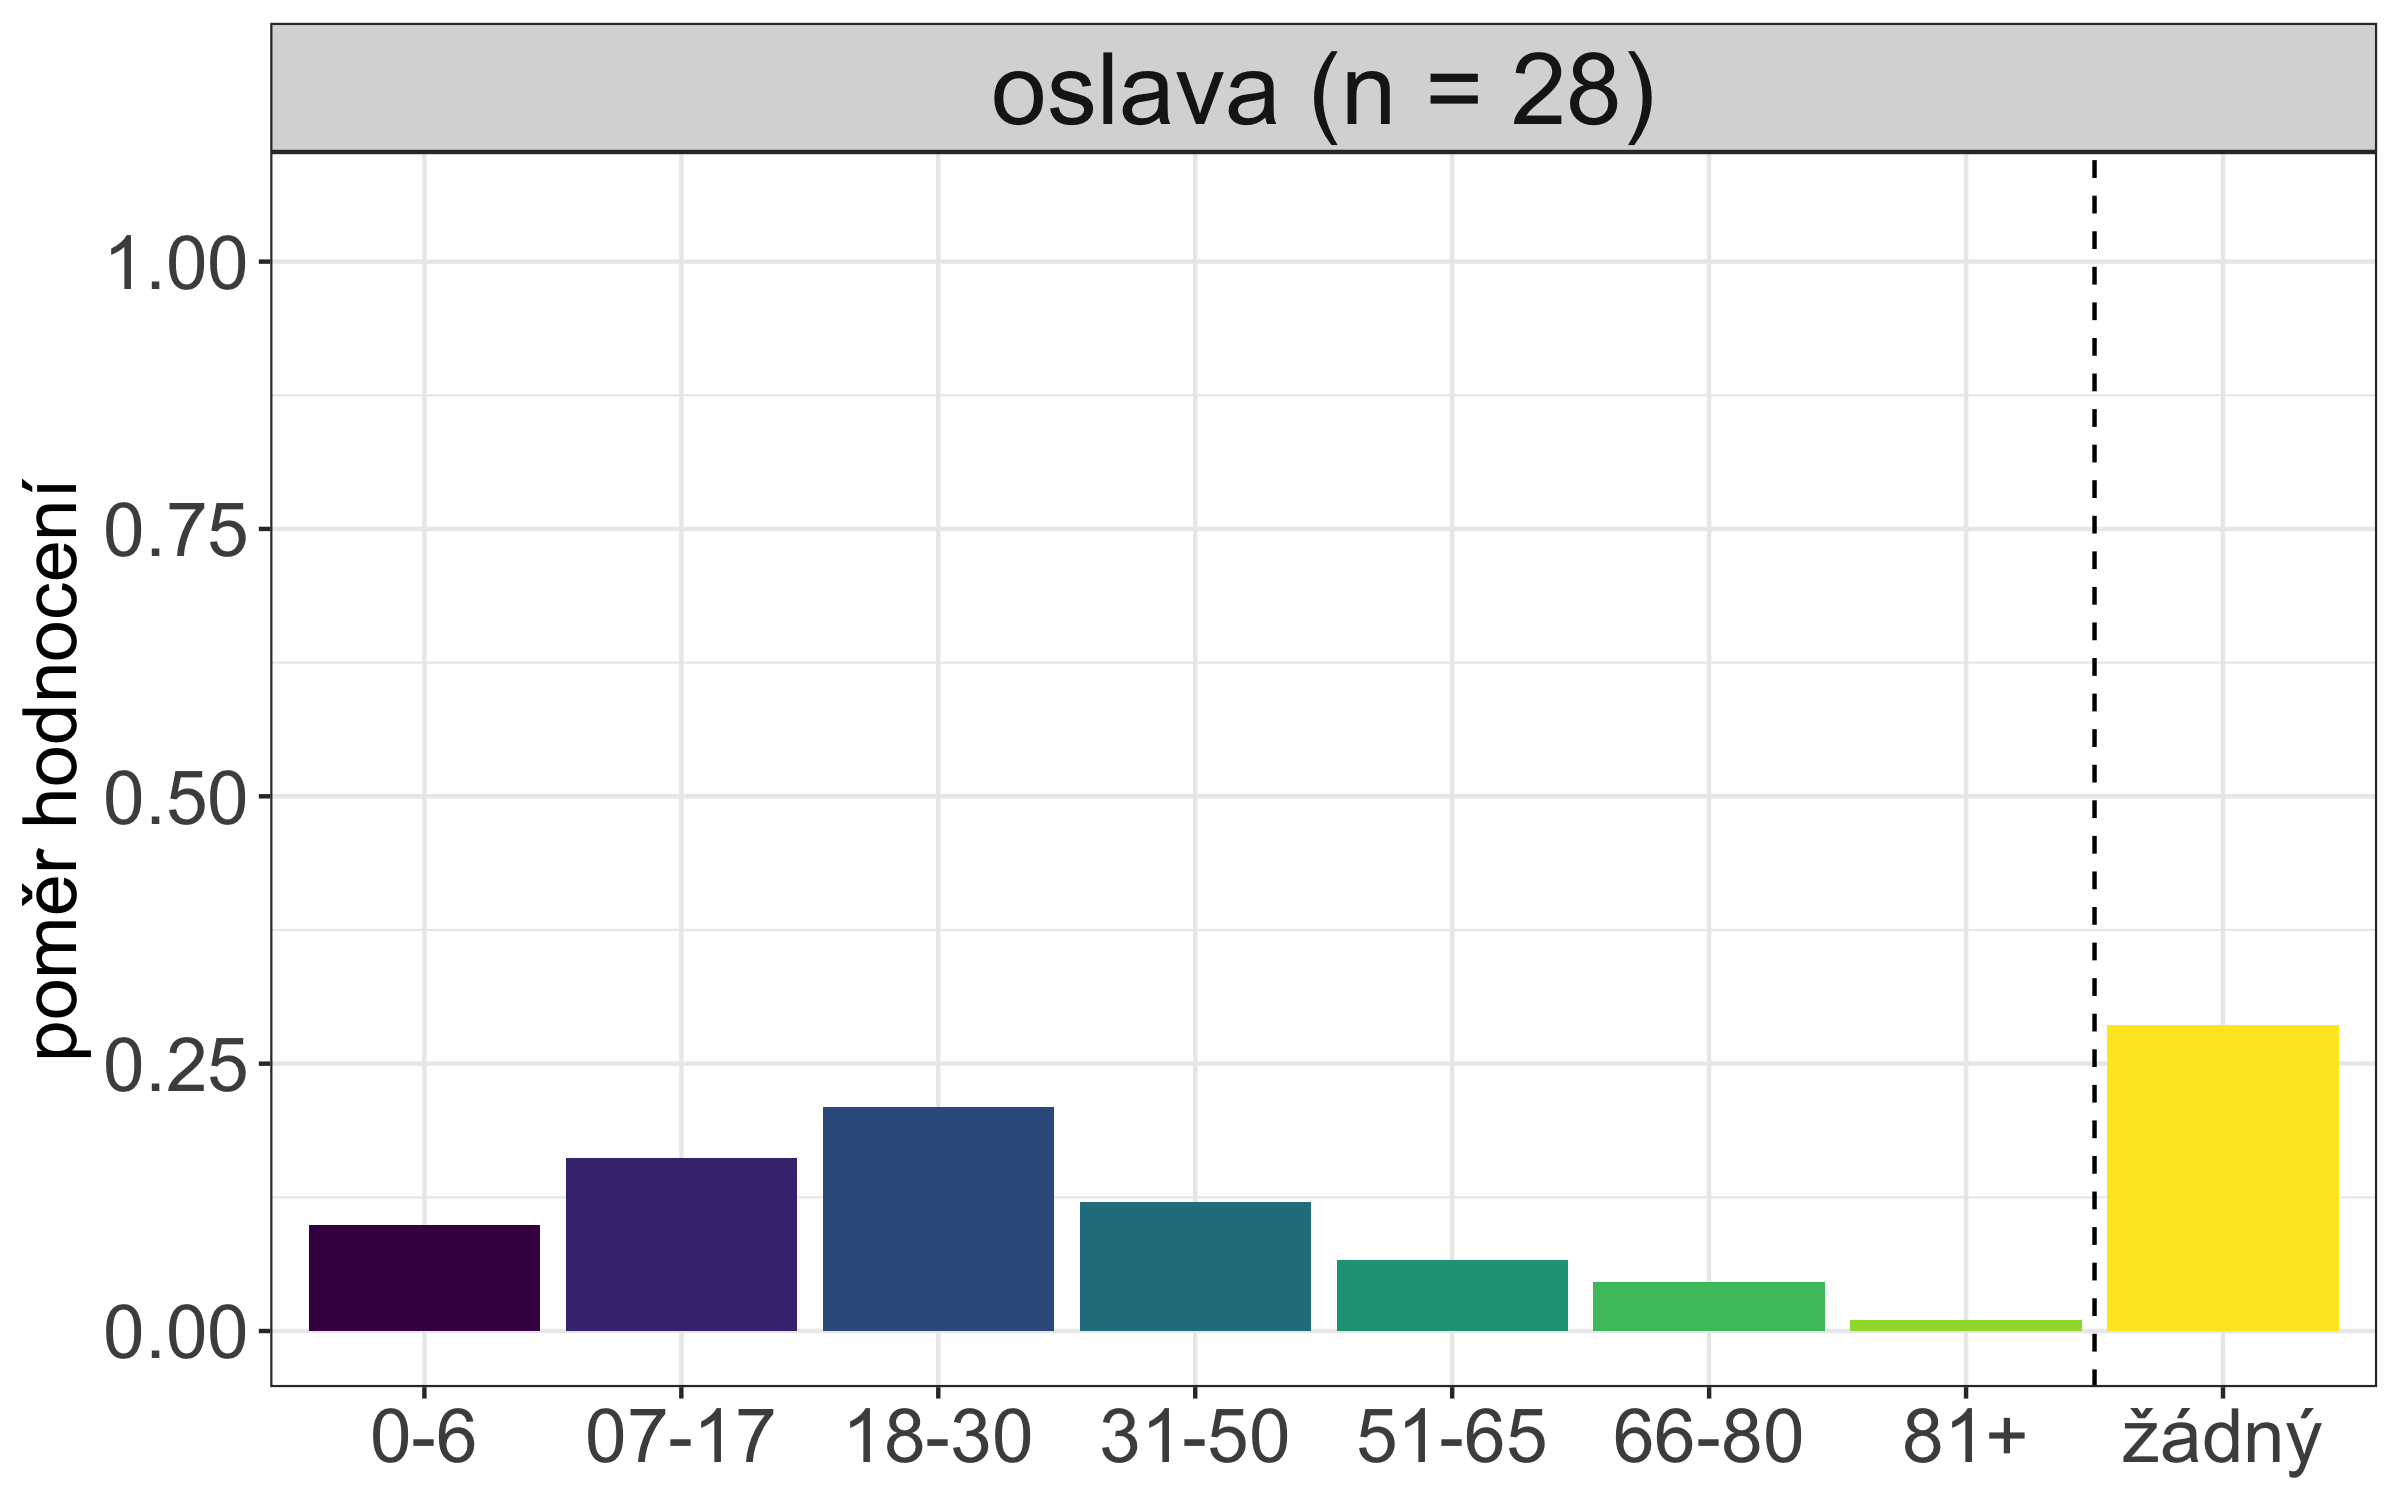 oslava (n = 28)
poměr hodnocení
1.00
0.75
0.50
0.25
0.00
0-6 07-17 18-30 31-50 51-65 66-80 81+ žádný